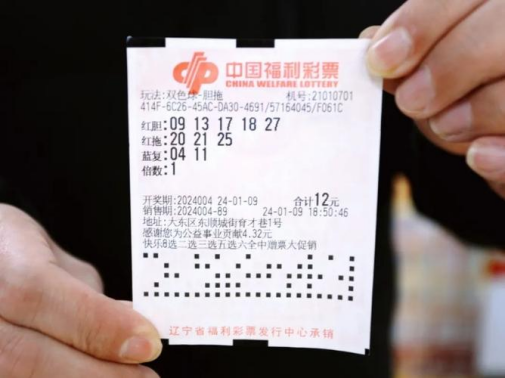 中国福利彩票
CHINA WELFARE LOTTERY
玩法:双色球-胆拖 机号:21010701
414F-6C26-45AC-DA30-4691/57164045/F061C
红胆:09 13 17 18 27
红拖:20 21 25
蓝复:04 11
倍数:1
开奖期:2024004 24-01-09 合计12元
销售期:2024004-89 24-01-09 18:50:46
地址:大东区东顺城街育才巷1号
感谢您为公益事业贡献4.32元
快乐8选二选三选五选六全中增票大促销
辽宁省福利彩票发行中心承销